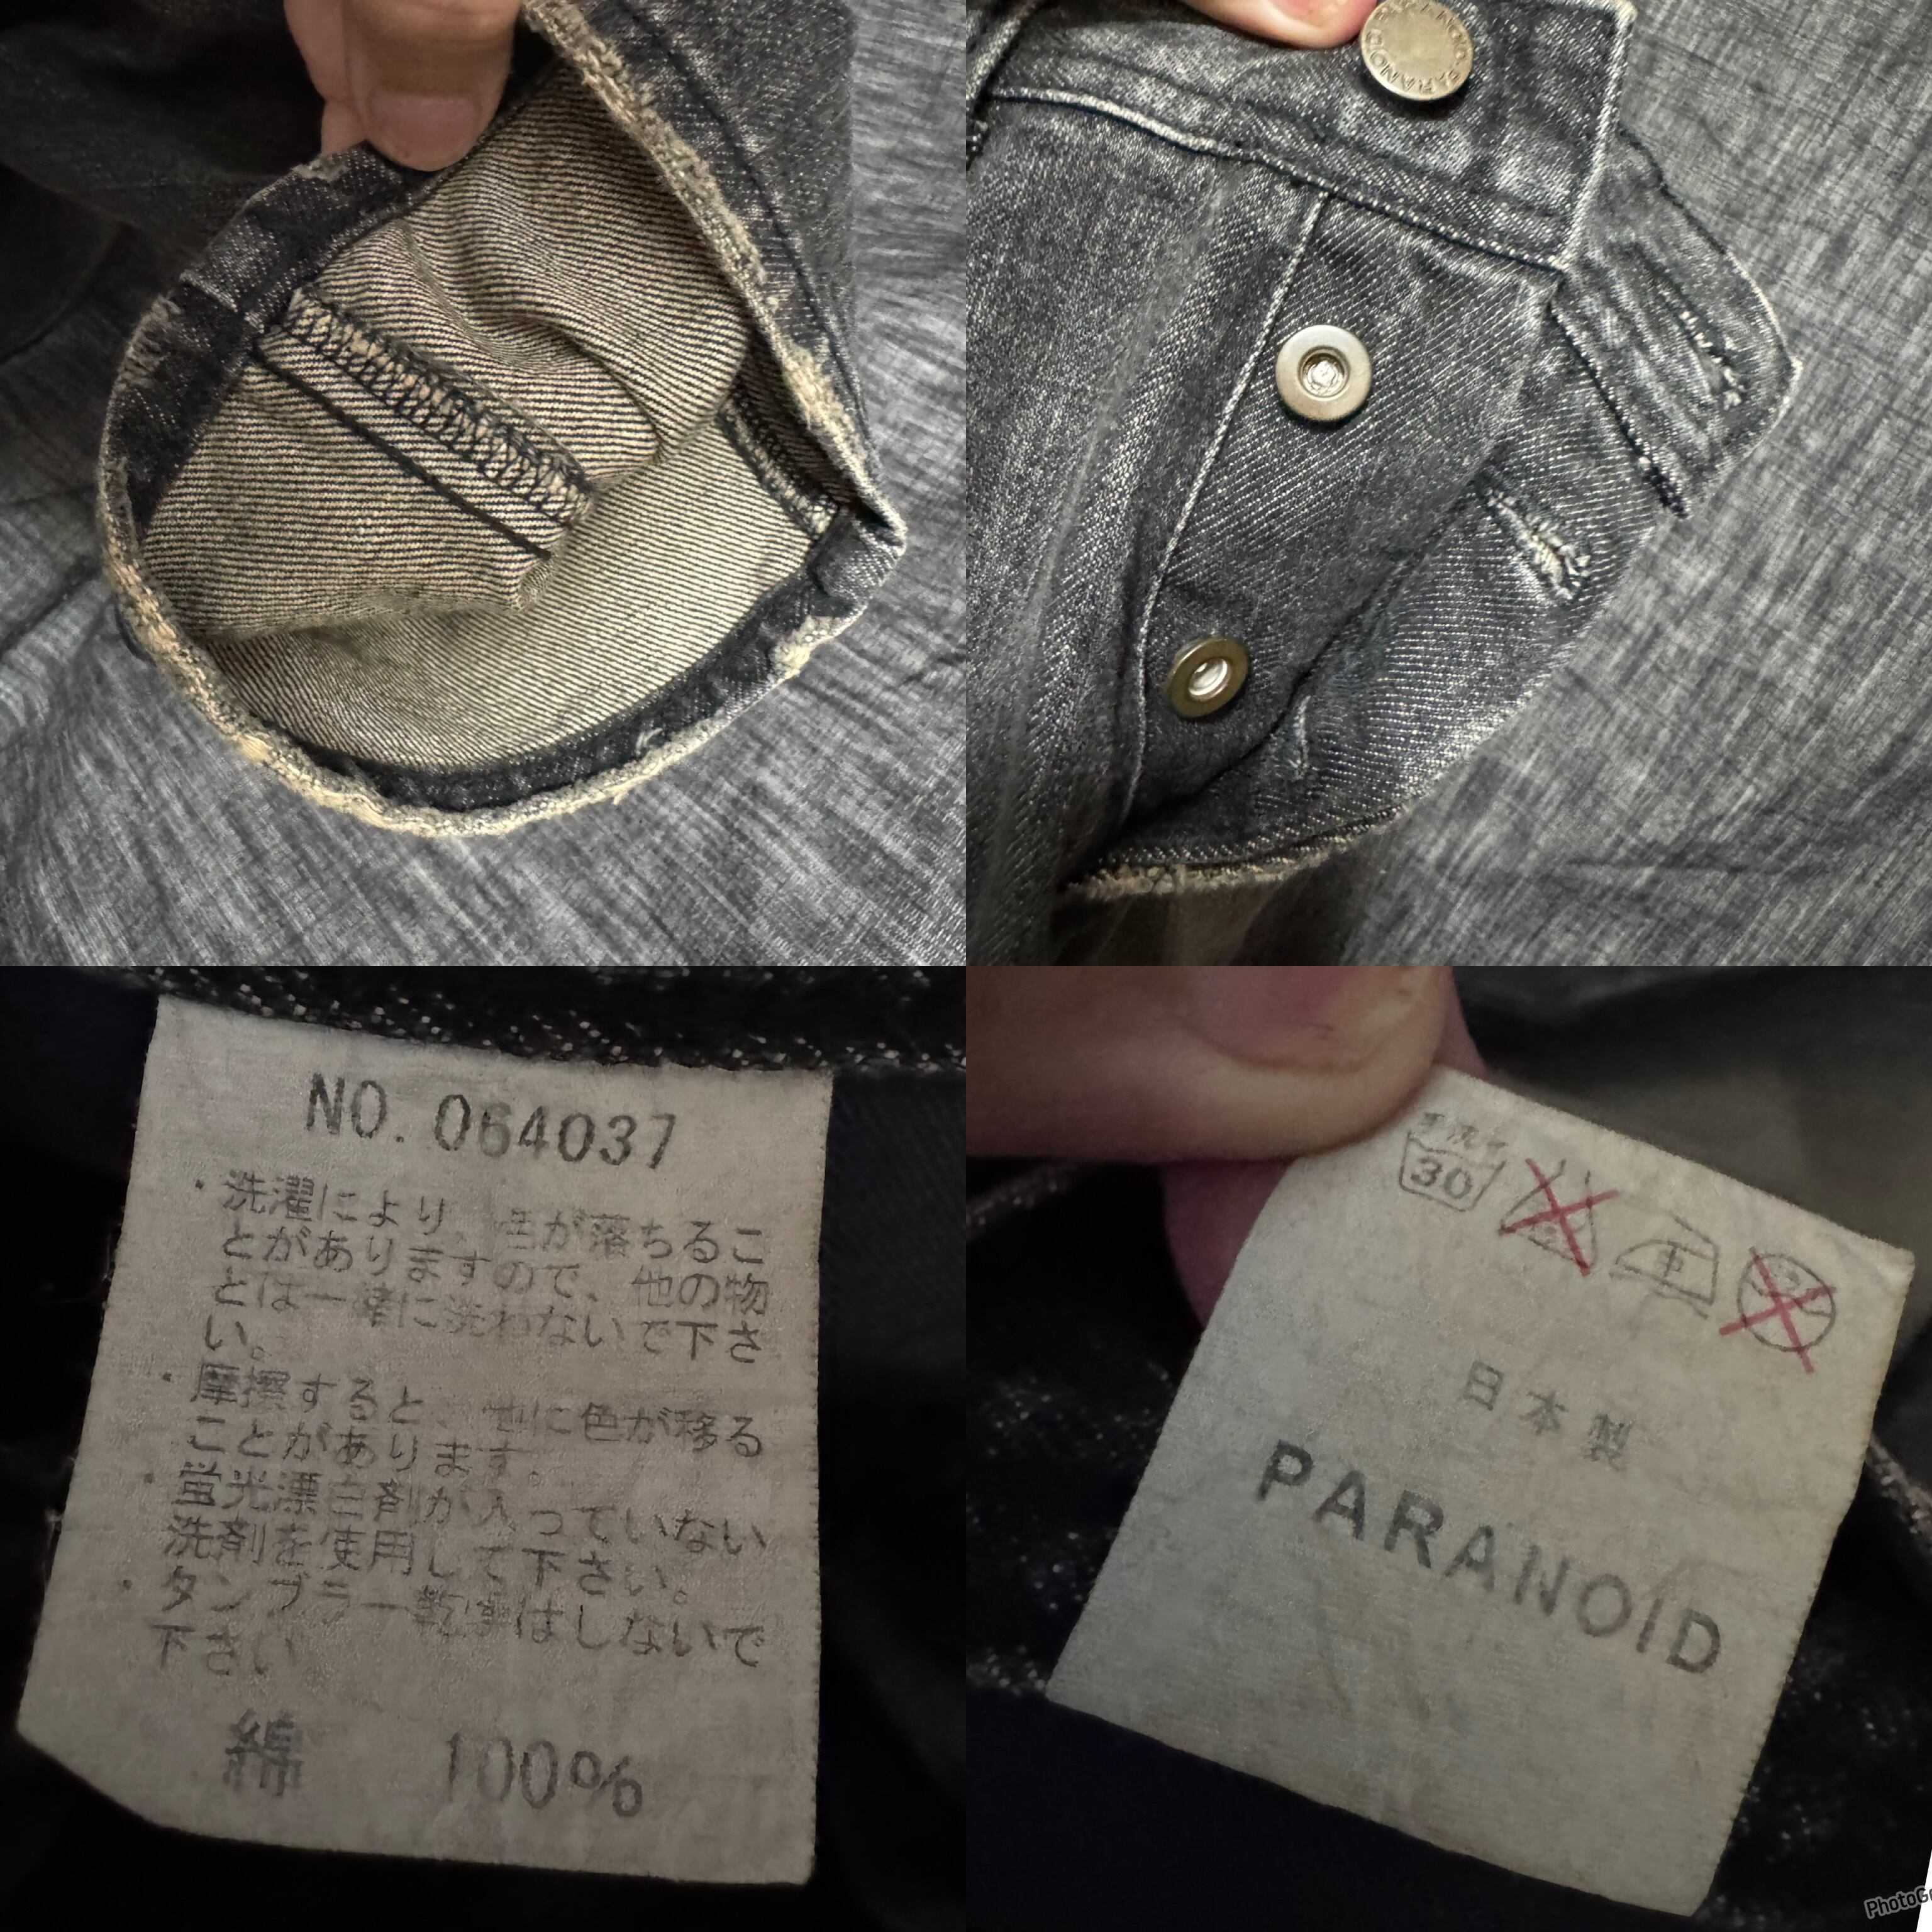 PARANOID
NO. 064037
・洗濯により、色が落ちるこ
とがありますので、他の物
とは一緒に洗わないで下さ
い。
・摩擦すると、他に色が移る
ことがあります。
・蛍光漂白剤が入っていない
洗剤を使用して下さい。
・タンブラー乾燥はしないで
下さい
綿 100%
手洗イ
30
中
日本製
PARANOID